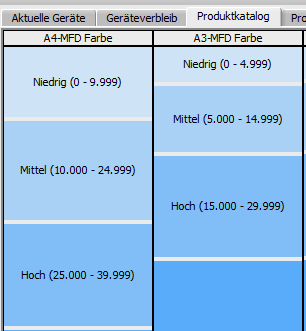 Aktuelle Geräte Geräteverbleib Produktkatalog
A4-MFD Farbe A3-MFD Farbe
Niedrig (0 - 9.999)
Niedrig (0 - 4.999)
Mittel (5.000 - 14.999)
Mittel (10.000 - 24.999)
Hoch (15.000 - 29.999)
Hoch (25.000 - 39.999)